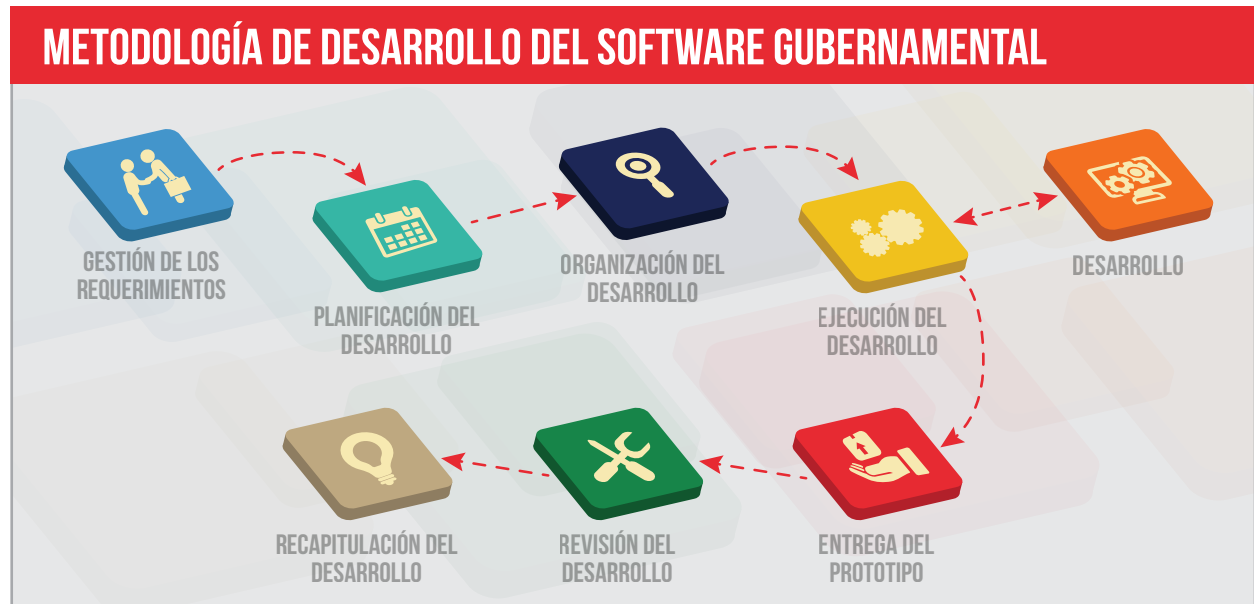 METODOLOGÍA DE DESARROLLO DEL SOFTWARE GUBERNAMENTAL
GESTIÓN DE LOS
REQUERIMIENTOS
PLANIFICACIÓN DEL
DESARROLLO
ORGANIZACIÓN DEL
DESARROLLO
EJECUCIÓN DEL
DESARROLLO
DESARROLLO
RECAPITULACIÓN DEL
DESARROLLO
REVISIÓN DEL
DESARROLLO
ENTREGA DEL
PROTOTIPO